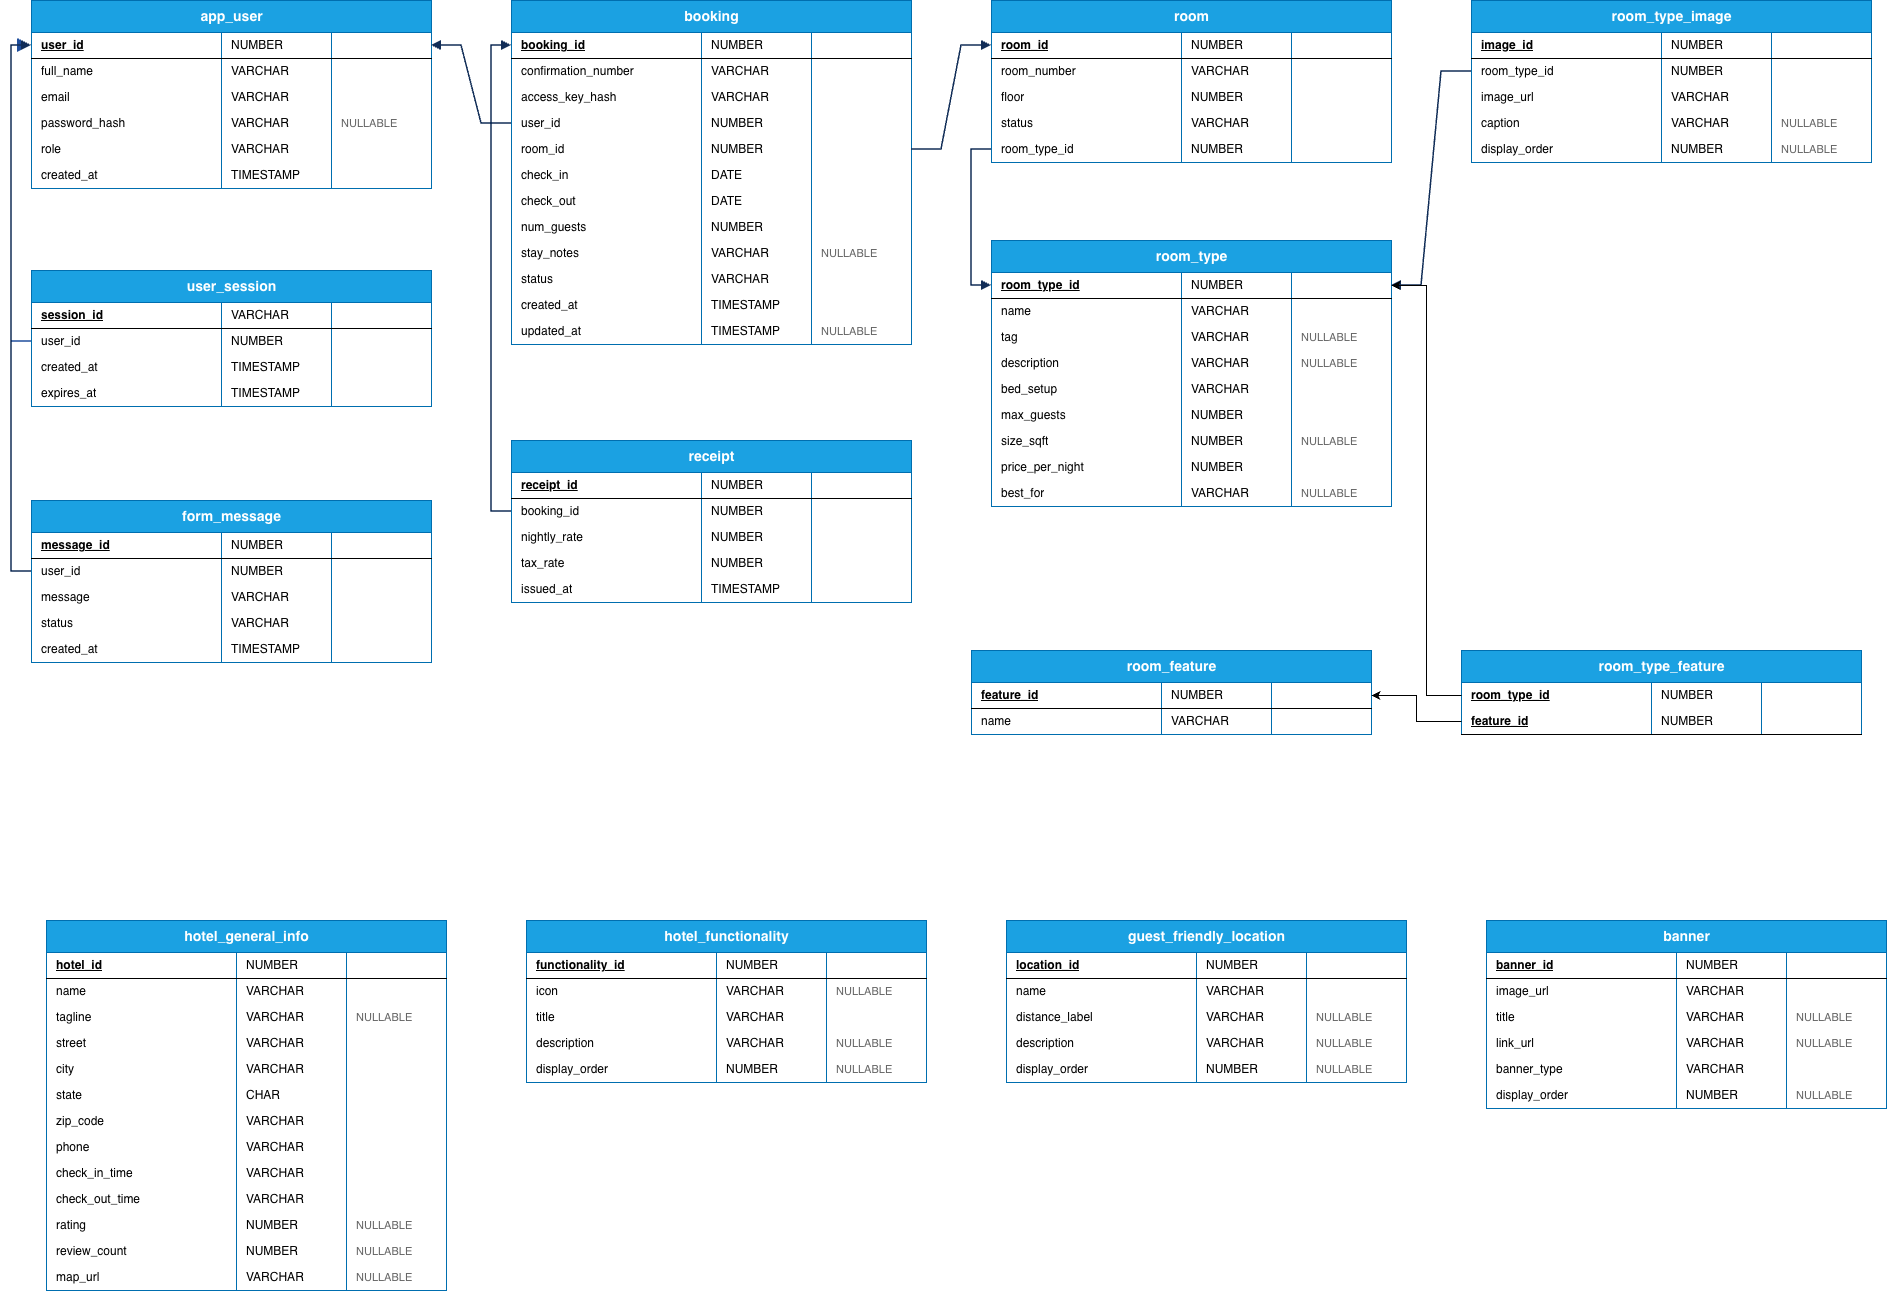 app_user
user_id NUMBER
full_name VARCHAR
email VARCHAR
password_hash VARCHAR NULLABLE
role VARCHAR
created_at TIMESTAMP
booking
booking_id NUMBER
confirmation_number VARCHAR
access_key_hash VARCHAR
user_id NUMBER
room_id NUMBER
check_in DATE
check_out DATE
num_guests NUMBER
stay_notes VARCHAR NULLABLE
status VARCHAR
created_at TIMESTAMP
updated_at TIMESTAMP NULLABLE
room
room_id NUMBER
room_number VARCHAR
floor NUMBER
status VARCHAR
room_type_id NUMBER
room_type_image
image_id NUMBER
room_type_id NUMBER
image_url VARCHAR
caption VARCHAR NULLABLE
display_order NUMBER NULLABLE
user_session
session_id VARCHAR
user_id NUMBER
created_at TIMESTAMP
expires_at TIMESTAMP
room_type
room_type_id NUMBER
name VARCHAR
tag VARCHAR NULLABLE
description VARCHAR NULLABLE
bed_setup VARCHAR
max_guests NUMBER
size_sqft NUMBER NULLABLE
price_per_night NUMBER
best_for VARCHAR NULLABLE
form_message
message_id NUMBER
user_id NUMBER
message VARCHAR
status VARCHAR
created_at TIMESTAMP
receipt
receipt_id NUMBER
booking_id NUMBER
nightly_rate NUMBER
tax_rate NUMBER
issued_at TIMESTAMP
room_feature
feature_id NUMBER
name VARCHAR
room_type_feature
room_type_id NUMBER
feature_id NUMBER
hotel_general_info
hotel_id NUMBER
name VARCHAR
tagline VARCHAR NULLABLE
street VARCHAR
city VARCHAR
state CHAR
zip_code VARCHAR
phone VARCHAR
check_in_time VARCHAR
check_out_time VARCHAR
rating NUMBER NULLABLE
review_count NUMBER NULLABLE
map_url VARCHAR NULLABLE
hotel_functionality
functionality_id NUMBER
icon VARCHAR NULLABLE
title VARCHAR
description VARCHAR NULLABLE
display_order NUMBER NULLABLE
guest_friendly_location
location_id NUMBER
name VARCHAR
distance_label VARCHAR NULLABLE
description VARCHAR NULLABLE
display_order NUMBER NULLABLE
banner
banner_id NUMBER
image_url VARCHAR
title VARCHAR NULLABLE
link_url VARCHAR NULLABLE
banner_type VARCHAR
display_order NUMBER NULLABLE